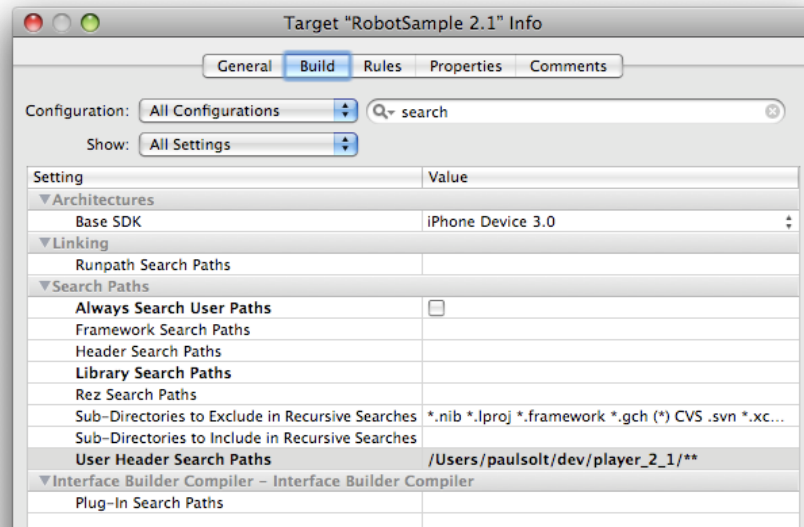 Target “RobotSample 2.1” Info
General Build Rules Properties Comments
Configuration: All Configurations search
Show: All Settings
Setting Value
Architectures
Base SDK iPhone Device 3.0
Linking
Runpath Search Paths
Search Paths
Always Search User Paths
Framework Search Paths
Header Search Paths
Library Search Paths
Rez Search Paths
Sub-Directories to Exclude in Recursive Searches *.nib *.lproj *.framework *.gch (*) CVS .svn *.xc...
Sub-Directories to Include in Recursive Searches
User Header Search Paths /Users/paulsolt/dev/player_2_1/**
Interface Builder Compiler – Interface Builder Compiler
Plug-In Search Paths